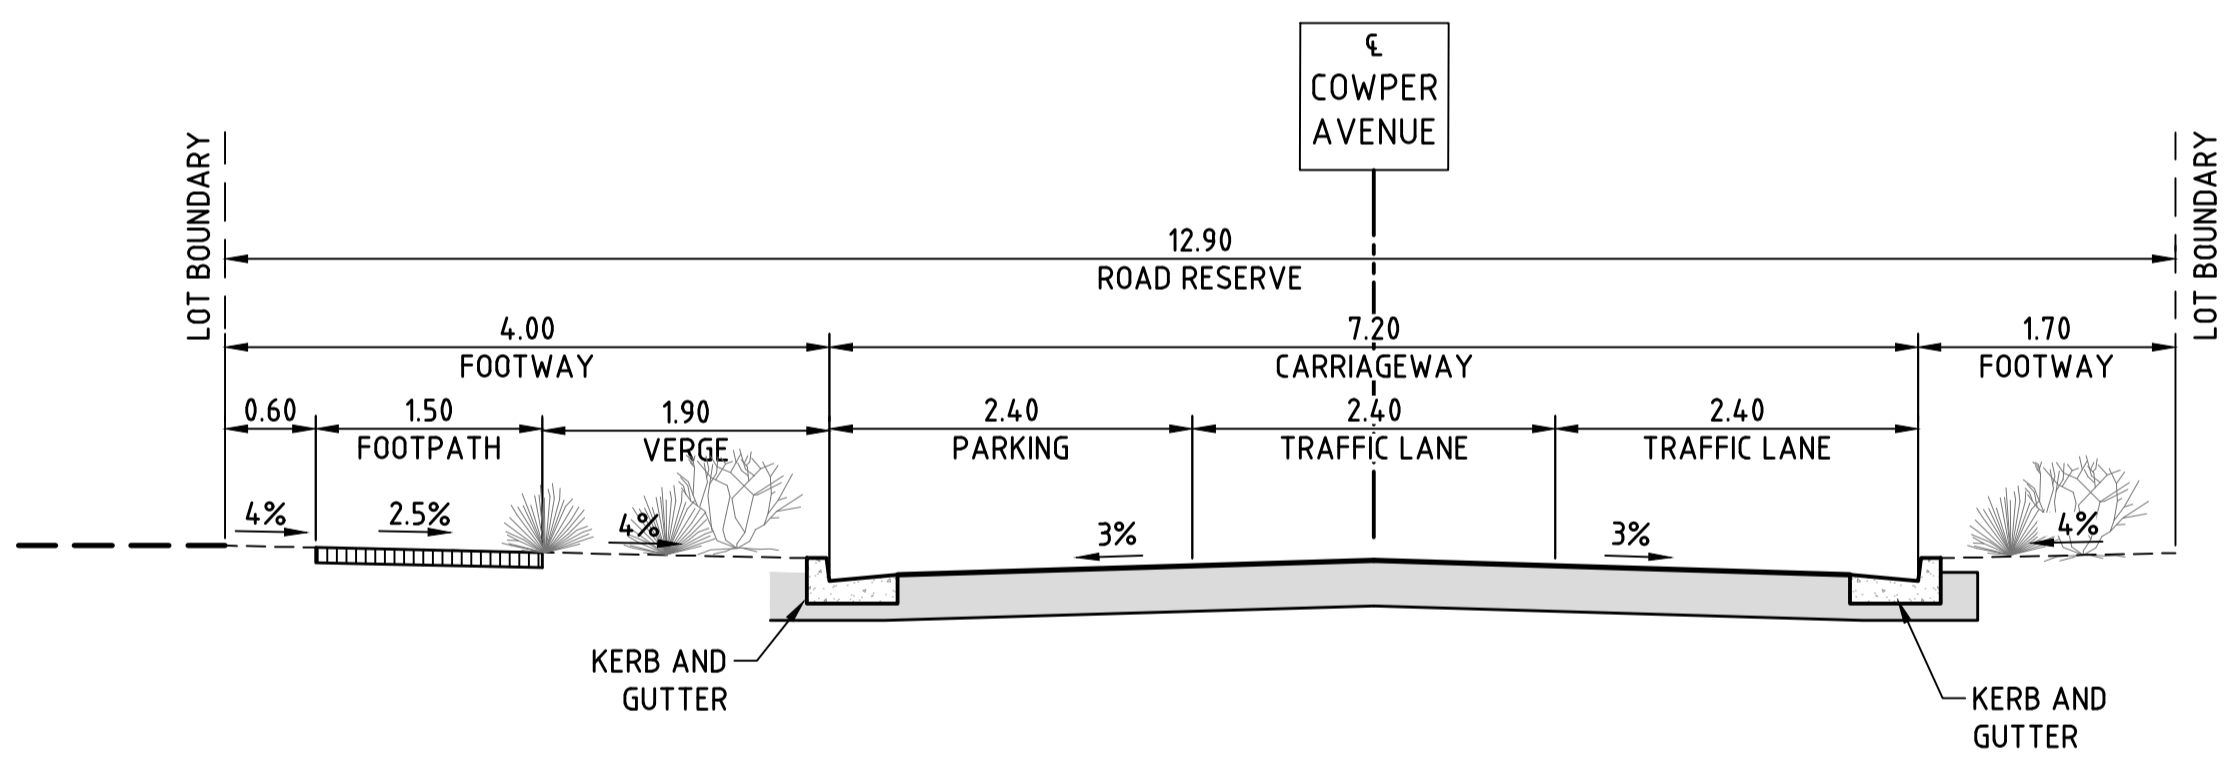 ℄
COWPER
AVENUE
LOT BOUNDARY
LOT BOUNDARY
12.90
ROAD RESERVE
4.00
FOOTWAY
7.20
CARRIAGEWAY
1.70
FOOTWAY
0.60
1.50
FOOTPATH
1.90
VERGE
2.40
PARKING
2.40
TRAFFIC LANE
2.40
TRAFFIC LANE
4%
2.5%
4%
3%
3%
4%
KERB AND
GUTTER
KERB AND
GUTTER